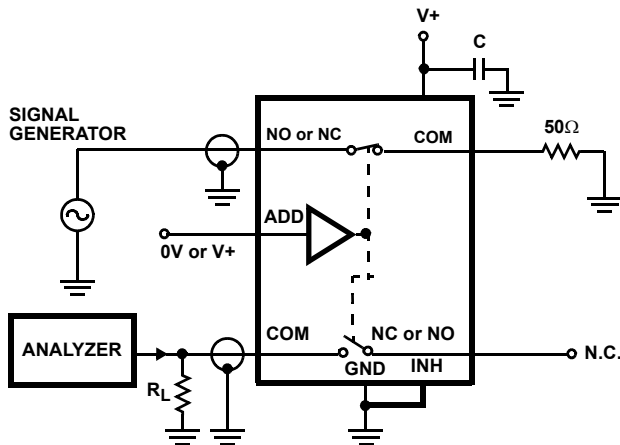 V+
C
SIGNAL
GENERATOR
NO or NC
COM
50Ω
ADD
0V or V+
ANALYZER
COM
NC or NO
N.C.
GND
INH
RL